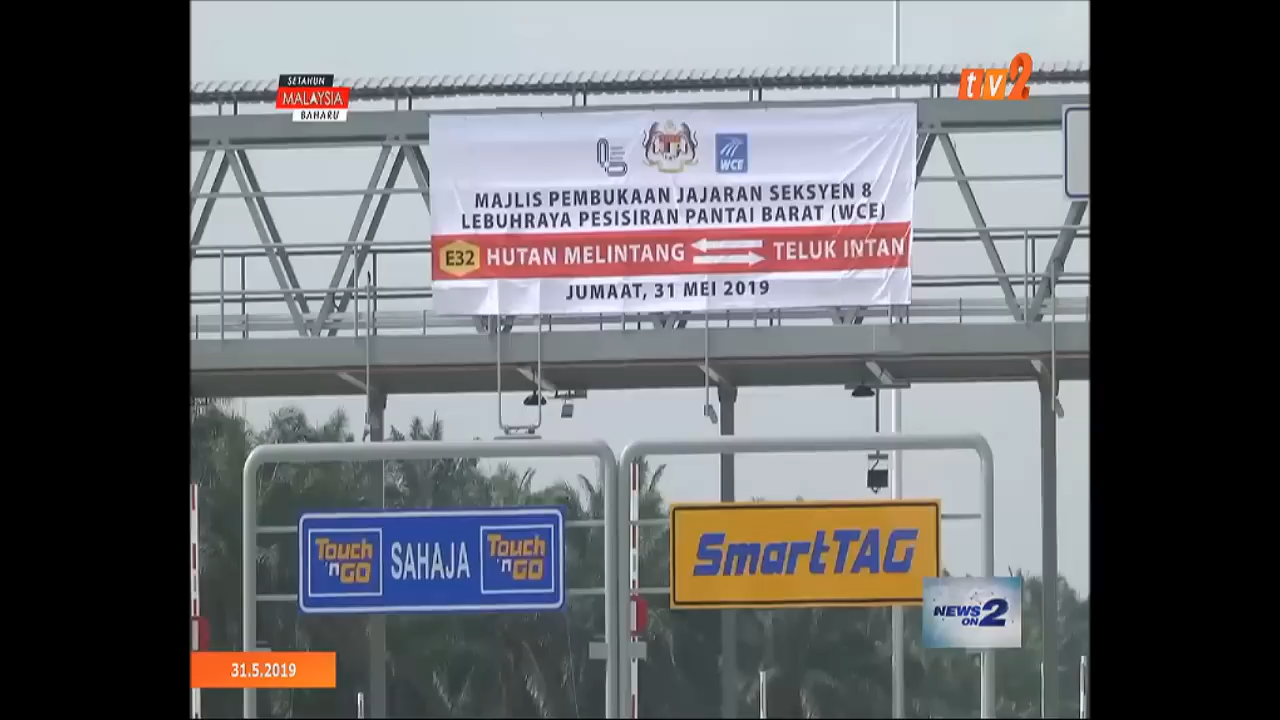 SETAHUN
MALAYSIA
BAHARU
tv2
WCE
MAJLIS PEMBUKAAN JAJARAN SEKSYEN 8
LEBUHRAYA PESISIRAN PANTAI BARAT (WCE)
E32 HUTAN MELINTANG TELUK INTAN
JUMAAT, 31 MEI 2019
Touch 'n GO SAHAJA Touch 'n GO
SmartTAG
NEWS ON 2
31.5.2019